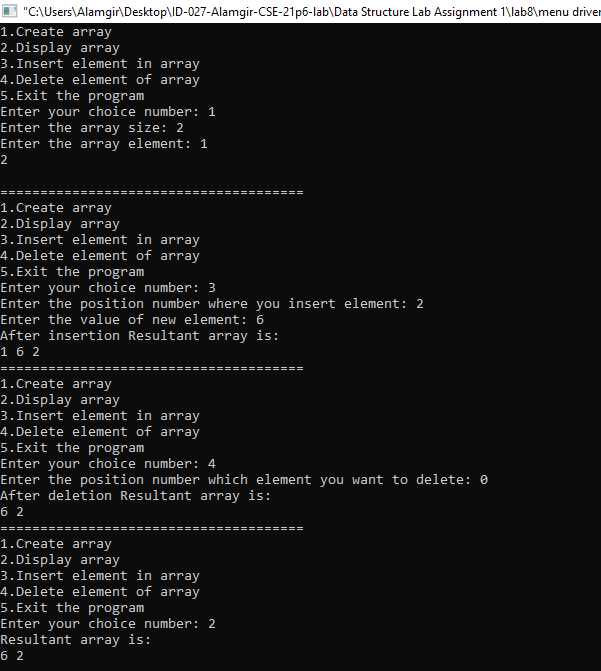 "C:\Users\Alamgir\Desktop\ID-027-Alamgir-CSE-21p6-lab\Data Structure Lab Assignment 1\lab8\menu driver
1.Create array
2.Display array
3.Insert element in array
4.Delete element of array
5.Exit the program
Enter your choice number: 1
Enter the array size: 2
Enter the array element: 1
2
======================================
1.Create array
2.Display array
3.Insert element in array
4.Delete element of array
5.Exit the program
Enter your choice number: 3
Enter the position number where you insert element: 2
Enter the value of new element: 6
After insertion Resultant array is:
1 6 2
======================================
1.Create array
2.Display array
3.Insert element in array
4.Delete element of array
5.Exit the program
Enter your choice number: 4
Enter the position number which element you want to delete: 0
After deletion Resultant array is:
6 2
======================================
1.Create array
2.Display array
3.Insert element in array
4.Delete element of array
5.Exit the program
Enter your choice number: 2
Resultant array is:
6 2